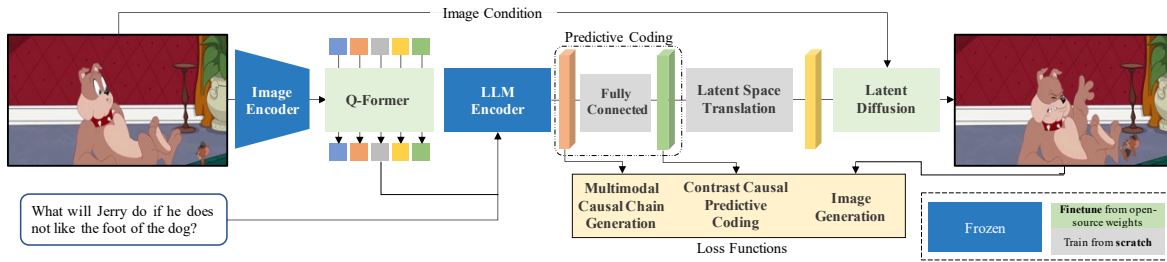 Image Condition
Predictive Coding
Image
Encoder
Q-Former
LLM
Encoder
Fully
Connected
Latent Space
Translation
Latent
Diffusion
What will Jerry do if he does
not like the foot of the dog?
Multimodal
Causal Chain
Generation
Contrast Causal
Predictive
Coding
Image
Generation
Loss Functions
Frozen
Finetune from open-
source weights
Train from scratch